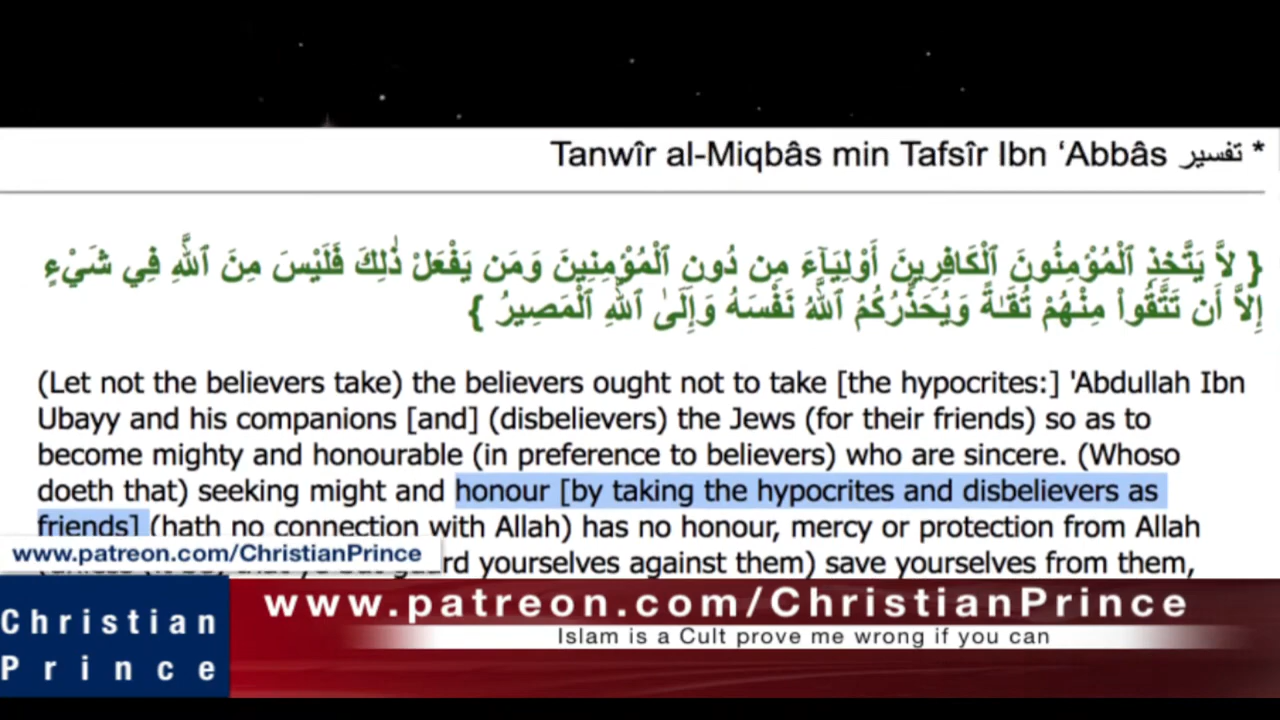 * تفسير Tanwîr al-Miqbâs min Tafsîr Ibn ‘Abbâs
{ لاَّ يَتَّخِذِ ٱلْمُؤْمِنُونَ ٱلْكَافِرِينَ أَوْلِيَآءَ مِن دُونِ ٱلْمُؤْمِنِينَ وَمَن يَفْعَلْ ذٰلِكَ فَلَيْسَ مِنَ ٱللَّهِ فِي شَيْءٍ
إِلاَّ أَن تَتَّقُواْ مِنْهُمْ تُقَـٰةً وَيُحَذِّرُكُمُ ٱللَّهُ نَفْسَهُ وَإِلَىٰ ٱللَّهِ ٱلْمَصِيرُ }
(Let not the believers take) the believers ought not to take [the hypocrites:] 'Abdullah Ibn
Ubayy and his companions [and] (disbelievers) the Jews (for their friends) so as to
become mighty and honourable (in preference to believers) who are sincere. (Whoso
doeth that) seeking might and honour [by taking the hypocrites and disbelievers as
friends] (hath no connection with Allah) has no honour, mercy or protection from Allah
guard yourselves against them) save yourselves from them,
www.patreon.com/ChristianPrince
www.patreon.com/ChristianPrince
Islam is a Cult prove me wrong if you can
Christian
Prince